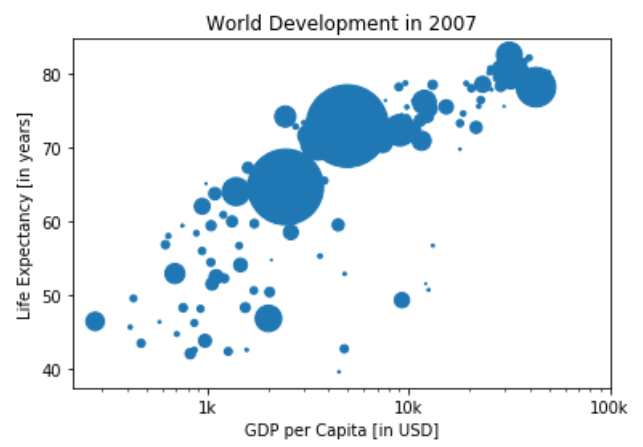 World Development in 2007
Life Expectancy [in years]
80
70
60
50
40
1k
10k
100k
GDP per Capita [in USD]